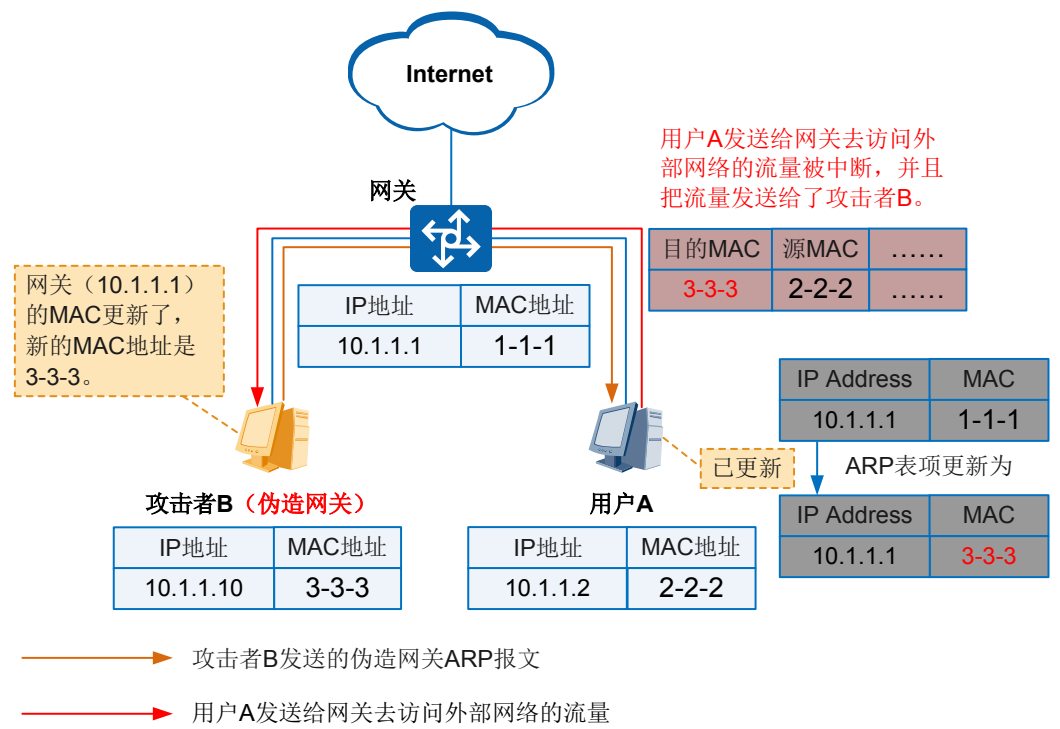 Internet
用户A发送给网关去访问外
部网络的流量被中断，并且
把流量发送给了攻击者B。
网关
目的MAC 源MAC ……
3-3-3 2-2-2 ……
网关（10.1.1.1）
的MAC更新了，
新的MAC地址是
3-3-3。
IP地址 MAC地址
10.1.1.1 1-1-1
IP Address MAC
10.1.1.1 1-1-1
已更新
ARP表项更新为
IP Address MAC
10.1.1.1 3-3-3
攻击者B（伪造网关）
IP地址 MAC地址
10.1.1.10 3-3-3
用户A
IP地址 MAC地址
10.1.1.2 2-2-2
攻击者B发送的伪造网关ARP报文
用户A发送给网关去访问外部网络的流量